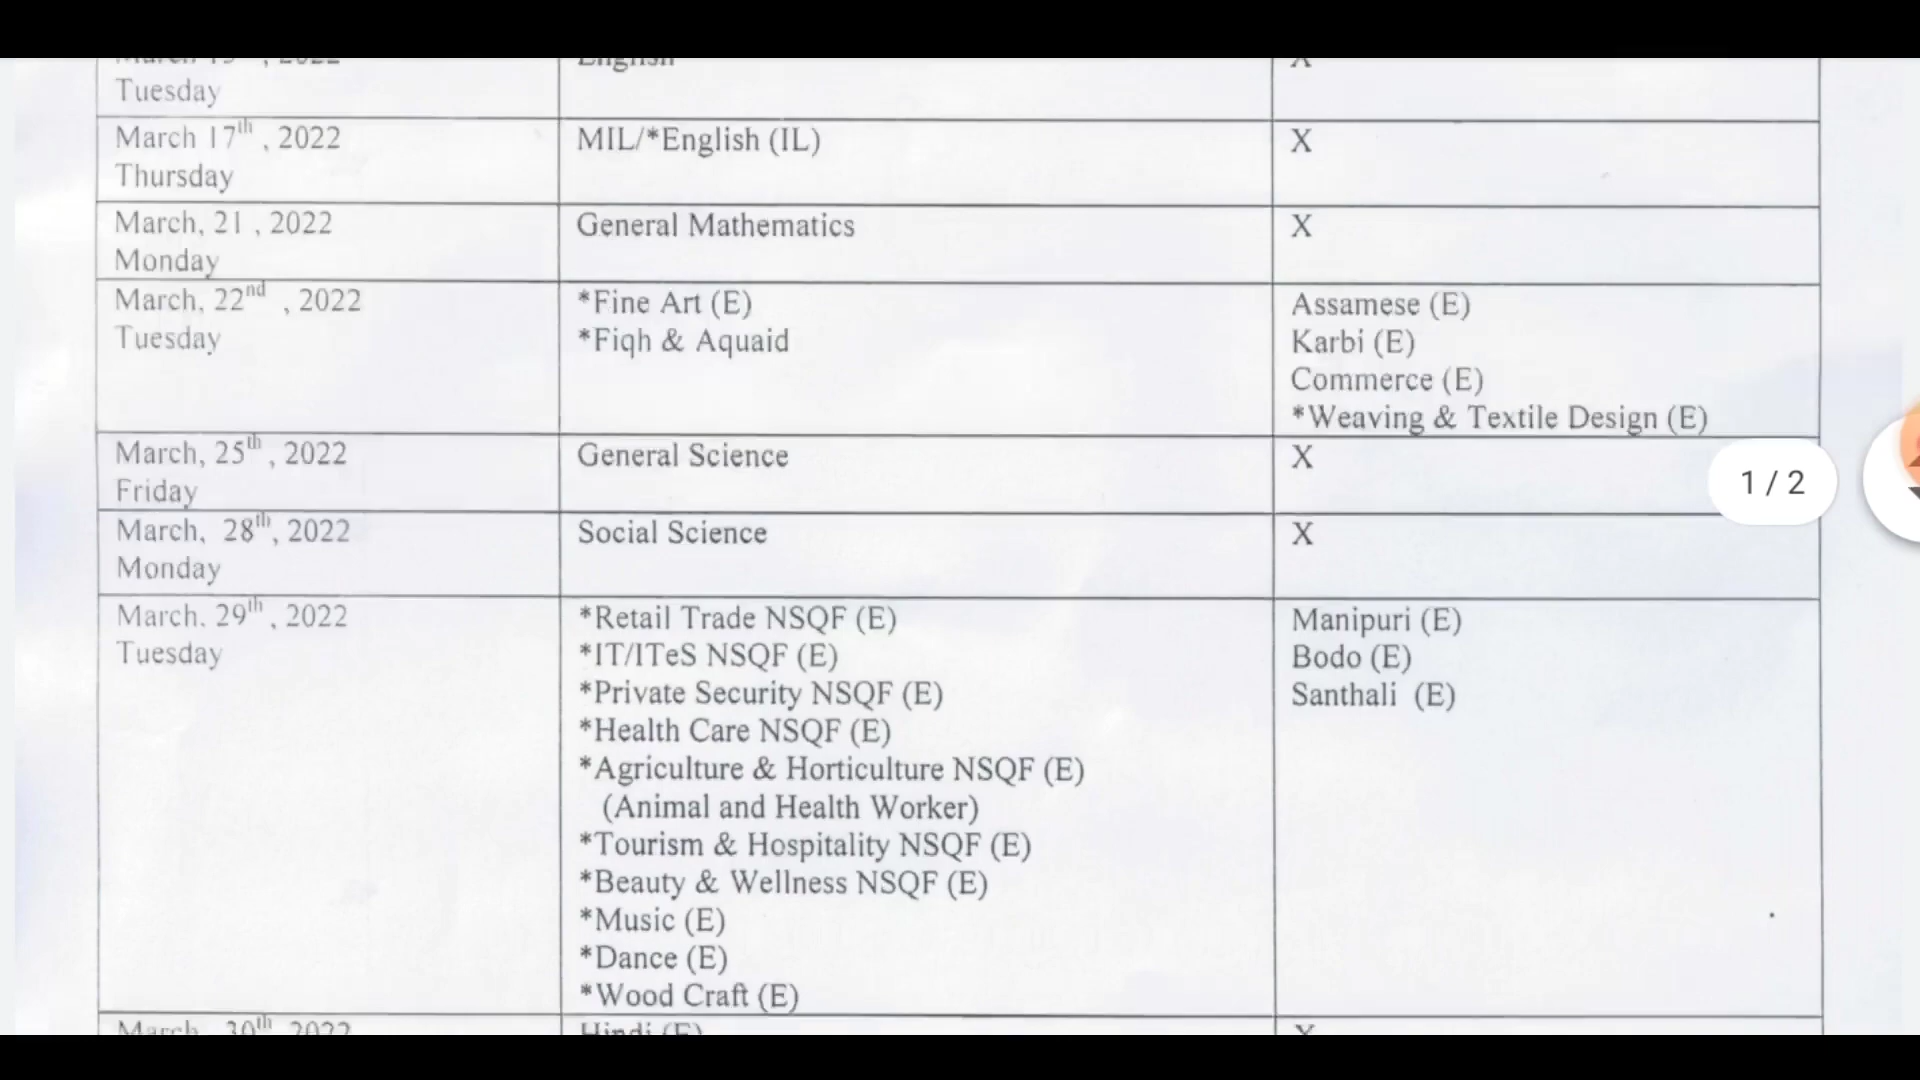 Tuesday
March 17th , 2022
MIL/*English (IL)
X
Thursday
March, 21 , 2022
General Mathematics
X
Monday
March, 22nd , 2022
*Fine Art (E)
Assamese (E)
Tuesday
*Fiqh & Aquaid
Karbi (E)
Commerce (E)
*Weaving & Textile Design (E)
March, 25th , 2022
General Science
X
Friday
1 / 2
March, 28th, 2022
Social Science
X
Monday
March. 29th , 2022
*Retail Trade NSQF (E)
Manipuri (E)
Tuesday
*IT/ITeS NSQF (E)
Bodo (E)
*Private Security NSQF (E)
Santhali (E)
*Health Care NSQF (E)
*Agriculture & Horticulture NSQF (E)
(Animal and Health Worker)
*Tourism & Hospitality NSQF (E)
*Beauty & Wellness NSQF (E)
*Music (E)
*Dance (E)
*Wood Craft (E)
March, 30th 2022
Hindi (E)
X